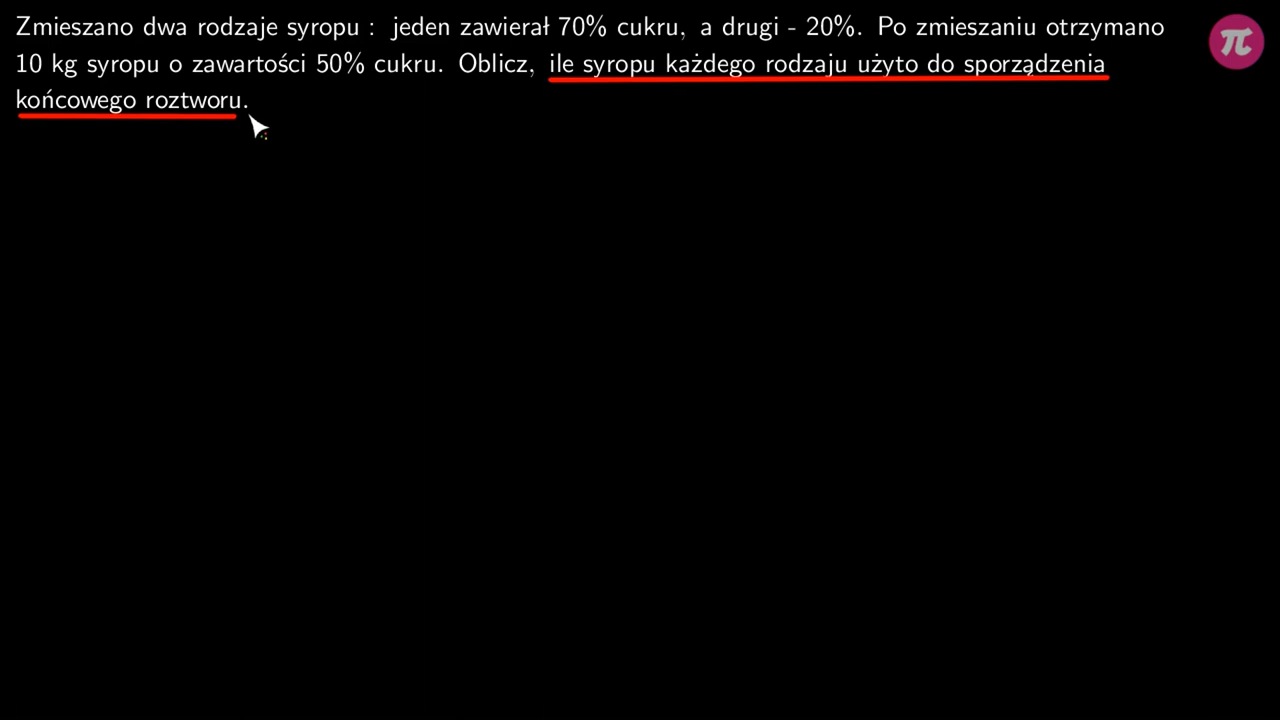 Zmieszano dwa rodzaje syropu : jeden zawierał 70% cukru, a drugi - 20%. Po zmieszaniu otrzymano
10 kg syropu o zawartości 50% cukru. Oblicz, ile syropu każdego rodzaju użyto do sporządzenia
końcowego roztworu.
π